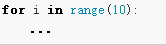 for i in range(10):
    ...